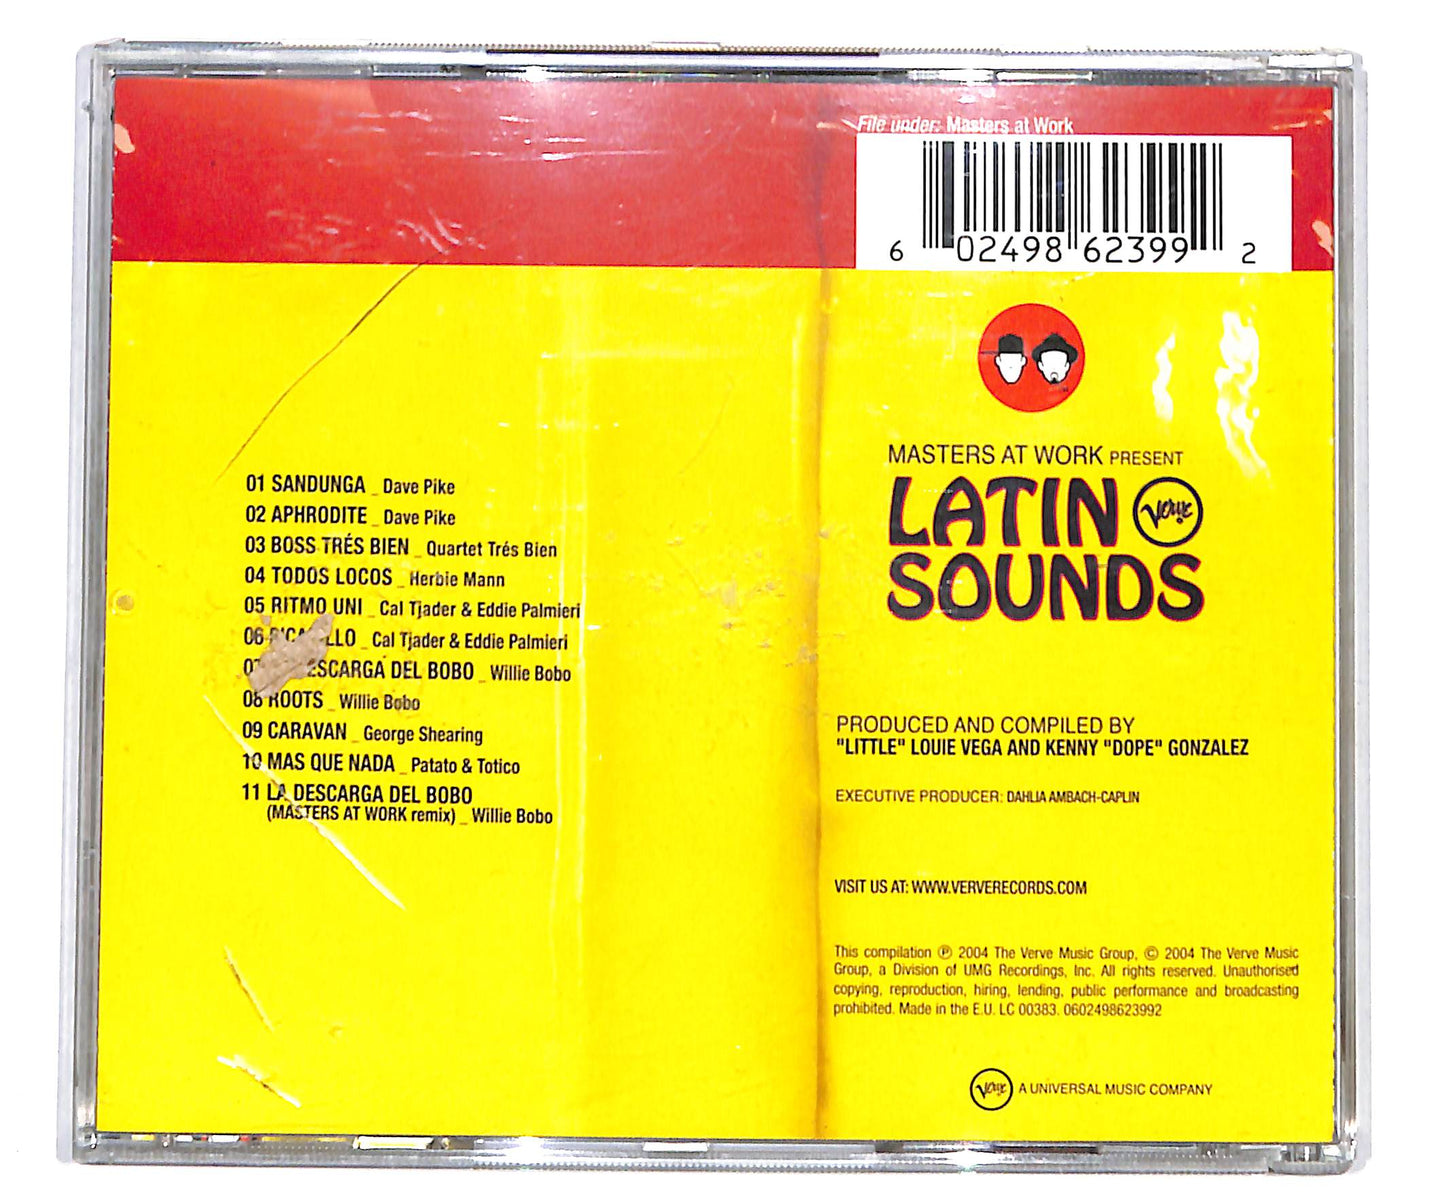 File under: Masters at Work
6 02498 62399 2
MASTERS AT WORK PRESENT
LATIN Verve
SOUNDS
01 SANDUNGA _ Dave Pike
02 APHRODITE _ Dave Pike
03 BOSS TRÉS BIEN _ Quartet Trés Bien
04 TODOS LOCOS _ Herbie Mann
05 RITMO UNI _ Cal Tjader & Eddie Palmieri
06 _ Cal Tjader & Eddie Palmieri
07 DESCARGA DEL BOBO _ Willie Bobo
08 ROOTS _ Willie Bobo
09 CARAVAN _ George Shearing
10 MAS QUE NADA _ Patato & Totico
11 LA DESCARGA DEL BOBO
(MASTERS AT WORK remix) _ Willie Bobo
PRODUCED AND COMPILED BY
"LITTLE" LOUIE VEGA AND KENNY "DOPE" GONZALEZ
EXECUTIVE PRODUCER: DAHLIA AMBACH-CAPLIN
VISIT US AT: WWW.VERVERECORDS.COM
This compilation ℗ 2004 The Verve Music Group, © 2004 The Verve Music
Group, a Division of UMG Recordings, Inc. All rights reserved. Unauthorised
copying, reproduction, hiring, lending, public performance and broadcasting
prohibited. Made in the E.U. LC 00383. 0602498623992
Verve A UNIVERSAL MUSIC COMPANY